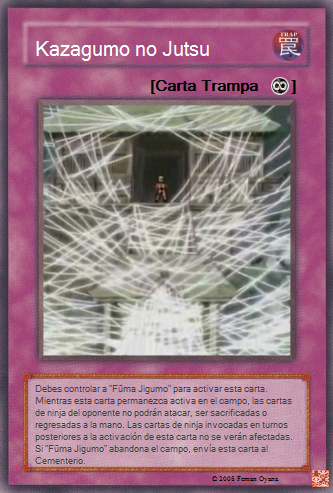 Kazagumo no Jutsu
TRAP
罠
[Carta Trampa ]
Debes controlar a "Fūma Jigumo" para activar esta carta.
Mientras esta carta permanezca activa en el campo, las cartas
de ninja del oponente no podrán atacar, ser sacrificadas o
regresadas a la mano. Las cartas de ninja invocadas en turnos
posteriores a la activación de esta carta no se verán afectadas.
Si "Fūma Jigumo" abandona el campo, envía esta carta al
Cementerio.